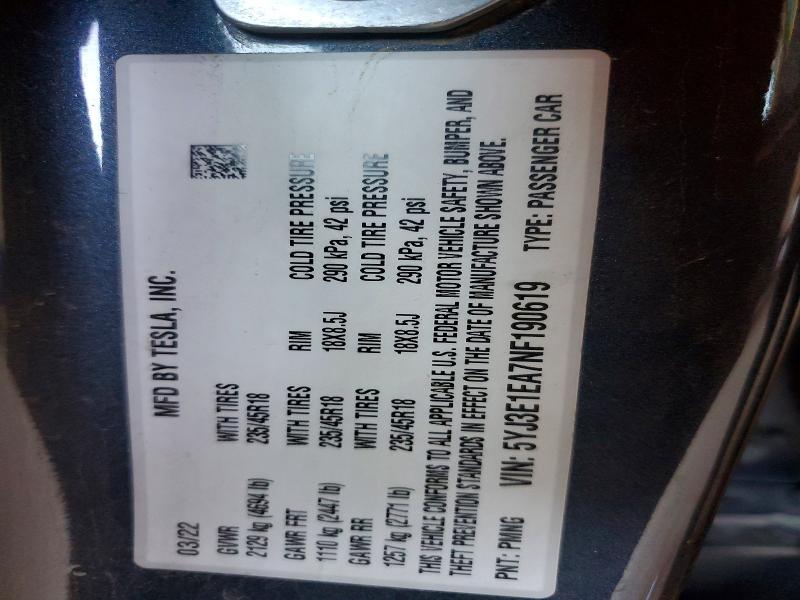 MFD BY TESLA, INC.
03/22
GVWR WITH TIRES
2129 kg (4694 lb) 235/45R18
GAWR FRT WITH TIRES RIM COLD TIRE PRESSURE
1110 kg (2447 lb) 235/45R18 18X8.5J 290 kPa, 42 psi
GAWR RR WITH TIRES RIM COLD TIRE PRESSURE
1257 kg (2771 lb) 235/45R18 18X8.5J 290 kPa, 42 psi
THIS VEHICLE CONFORMS TO ALL APPLICABLE U.S. FEDERAL MOTOR VEHICLE SAFETY, BUMPER, AND
THEFT PREVENTION STANDARDS IN EFFECT ON THE DATE OF MANUFACTURE SHOWN ABOVE.
PNT: PMNG VIN: 5YJ3E1EA7NF190619 TYPE: PASSENGER CAR